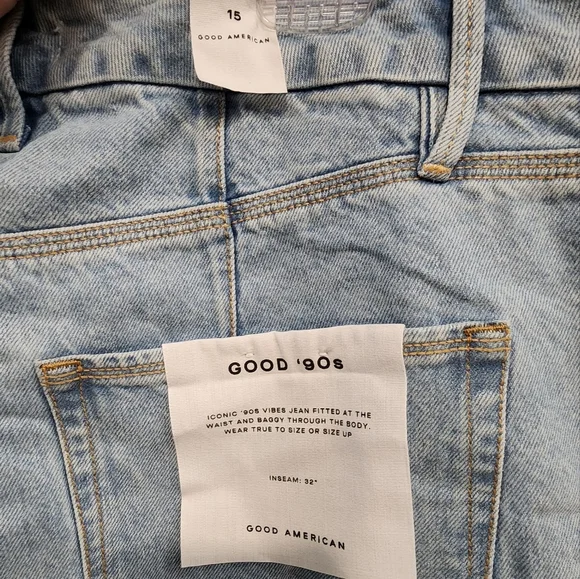 15
GOOD AMERICAN
GOOD '90s
ICONIC '90S VIBES JEAN FITTED AT THE
WAIST AND BAGGY THROUGH THE BODY.
WEAR TRUE TO SIZE OR SIZE UP
INSEAM: 32"
GOOD AMERICAN